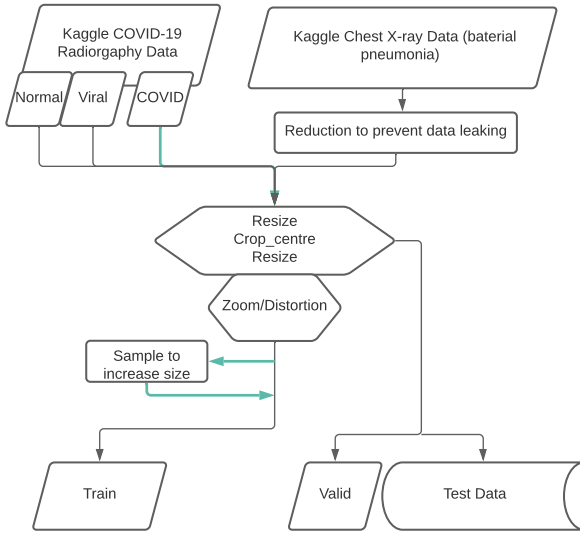 Kaggle COVID-19
Radiorgaphy Data
Normal
Viral
COVID
Kaggle Chest X-ray Data (baterial
pneumonia)
Reduction to prevent data leaking
Resize
Crop_centre
Resize
Zoom/Distortion
Sample to
increase size
Train
Valid
Test Data